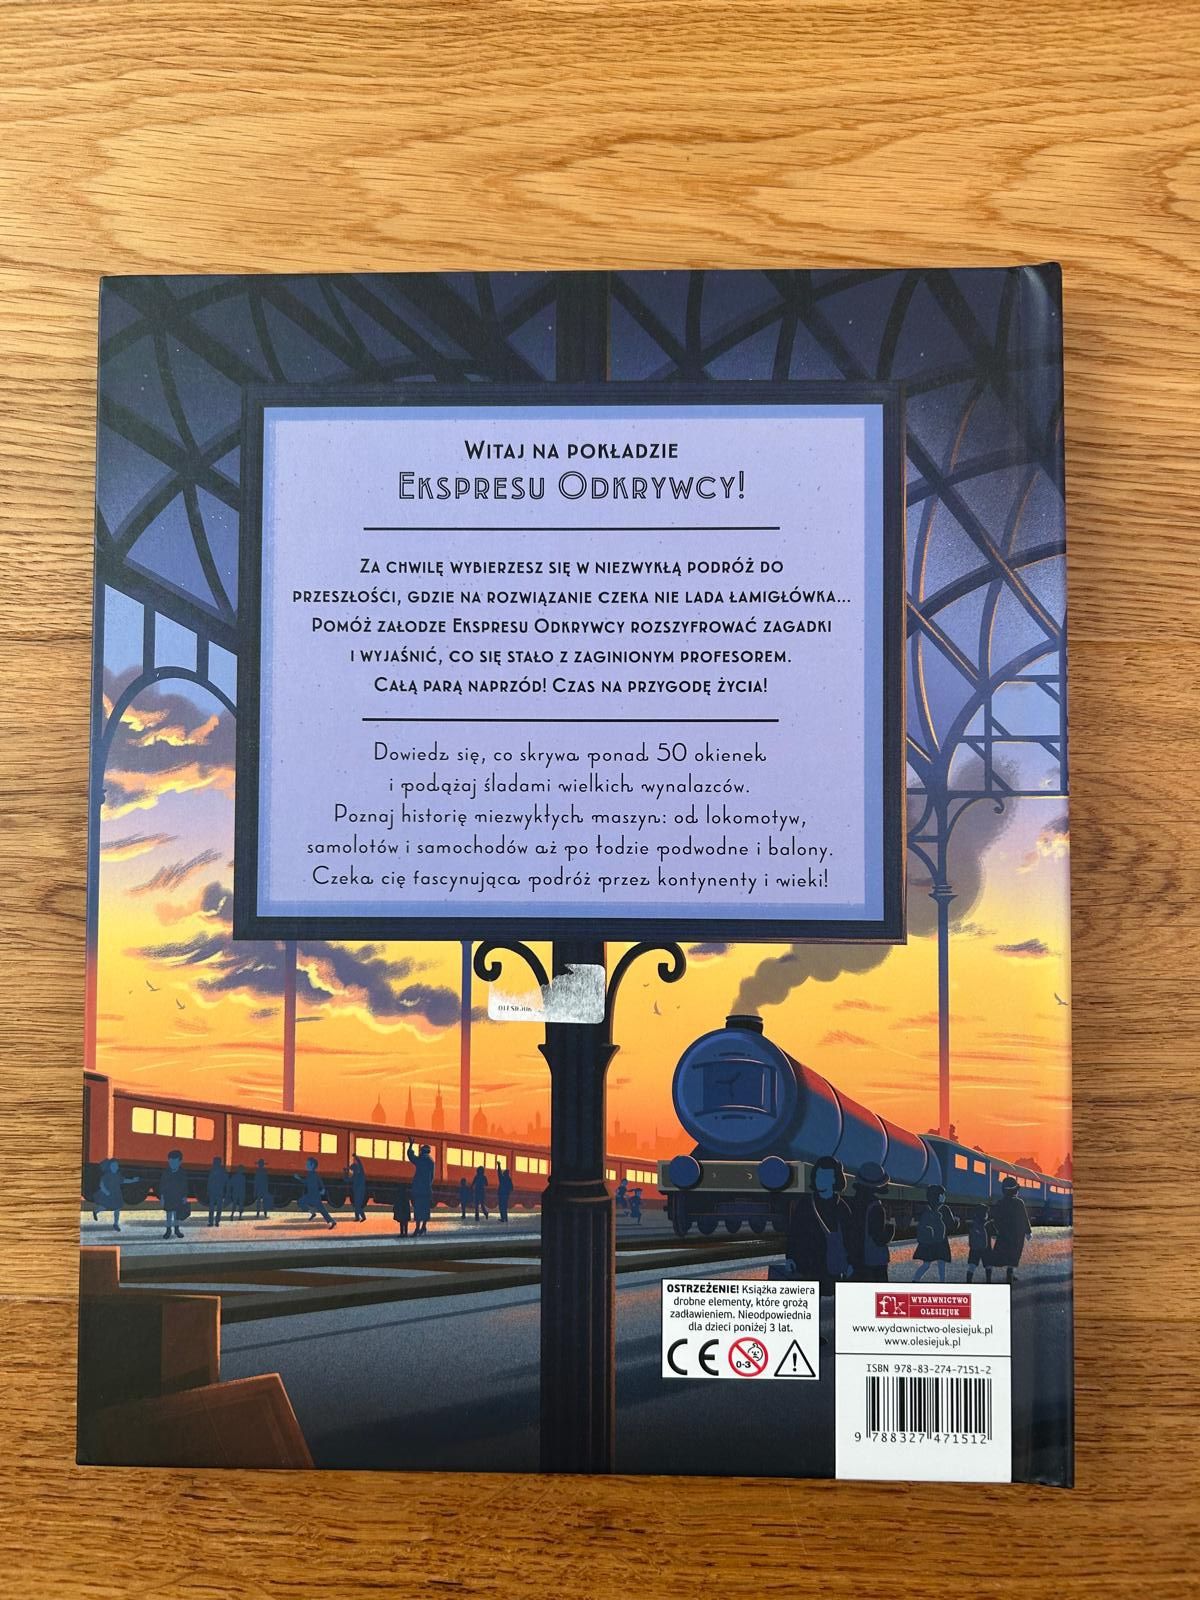 Witaj na pokładzie
Ekspresu Odkrywcy!
Za chwilę wybierzesz się w niezwykłą podróż do
przeszłości, gdzie na rozwiązanie czeka nie lada łamigłówka...
Pomóż załodze Ekspresu Odkrywcy rozszyfrować zagadki
i wyjaśnić, co się stało z zaginionym profesorem.
Całą parą naprzód! Czas na przygodę życia!
Dowiedz się, co skrywa ponad 50 okienek
i podążaj śladami wielkich wynalazców.
Poznaj historię niezwykłych maszyn: od lokomotyw,
samolotów i samochodów aż po łodzie podwodne i balony.
Czeka cię fascynująca podróż przez kontynenty i wieki!
OLESIEJUK
OSTRZEŻENIE! Książka zawiera
drobne elementy, które grożą
zadławieniem. Nieodpowiednia
dla dzieci poniżej 3 lat.
CE 0-3
fk WYDAWNICTWO
OLESIEJUK
www.wydawnictwo-olesiejuk.pl
www.olesiejuk.pl
ISBN 978-83-274-7151-2
9 788327 471512